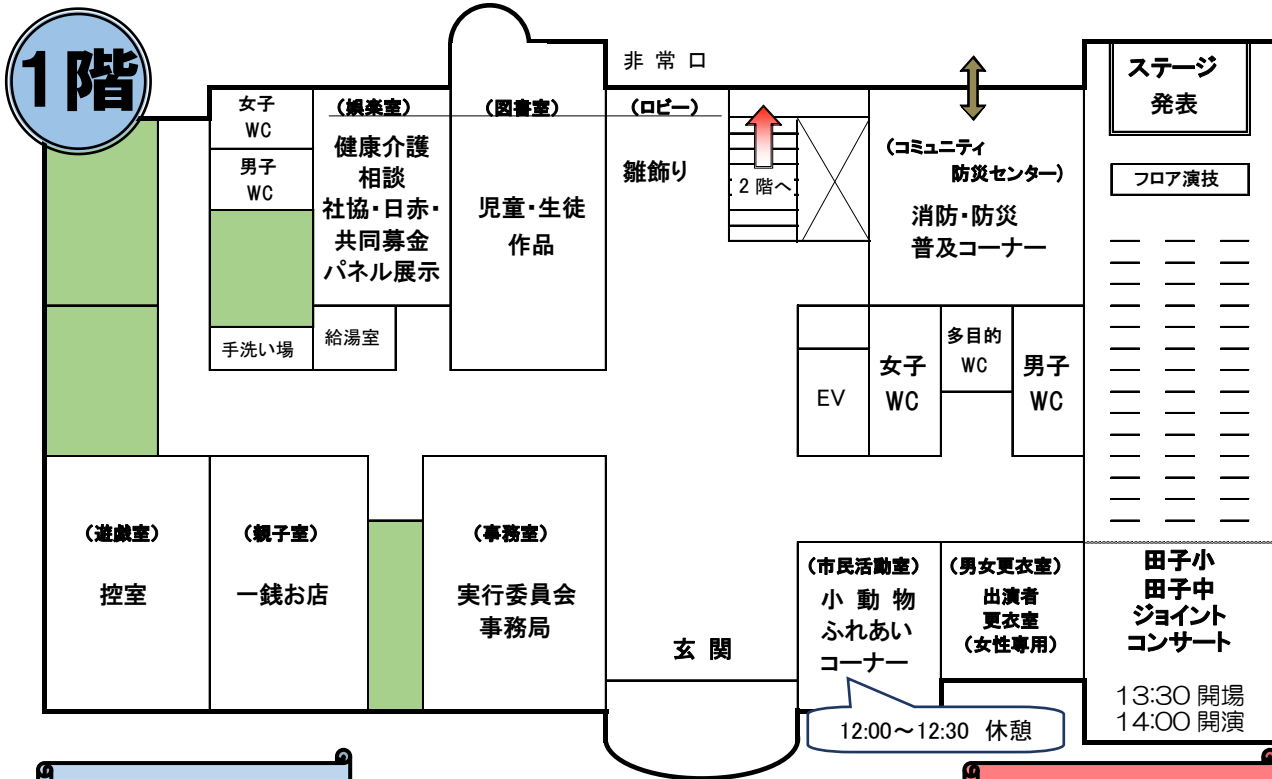 1階
非 常 口
女子
WC
男子
WC
手洗い場
（娯楽室）
健康介護
相談
社協・日赤・
共同募金
パネル展示
給湯室
（図書室）
児童・生徒
作品
（ロビー）
雛飾り
2 階へ
（コミュニティ
防災センター）
消防・防災
普及コーナー
ステージ
発表
フロア演技
EV
女子
WC
多目的
WC
男子
WC
（遊戯室）
控室
（親子室）
一銭お店
（事務室）
実行委員会
事務局
玄 関
（市民活動室）
小 動 物
ふれあい
コーナー
12:00～12:30 休憩
（男女更衣室）
出演者
更衣室
（女性専用）
田子小
田子中
ジョイント
コンサート
13:30 開場
14:00 開演